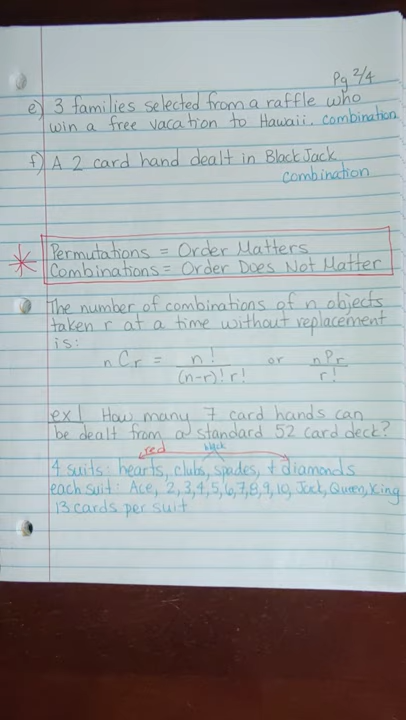 Pg 2/4
e) 3 families selected from a raffle who
win a free vacation to Hawaii. combination
f) A 2 card hand dealt in BlackJack
combination
* Permutations = Order Matters
Combinations = Order Does Not Matter
The number of combinations of n objects
taken r at a time without replacement
is:
nCr = n!/(n-r)!r! or nPr/r!
ex1 How many 7 card hands can
be dealt from a standard 52 card deck?
red black
4 suits: hearts, clubs, spades, + diamonds
each suit: Ace, 2,3,4,5,6,7,8,9,10, Jack, Queen, King
13 cards per suit